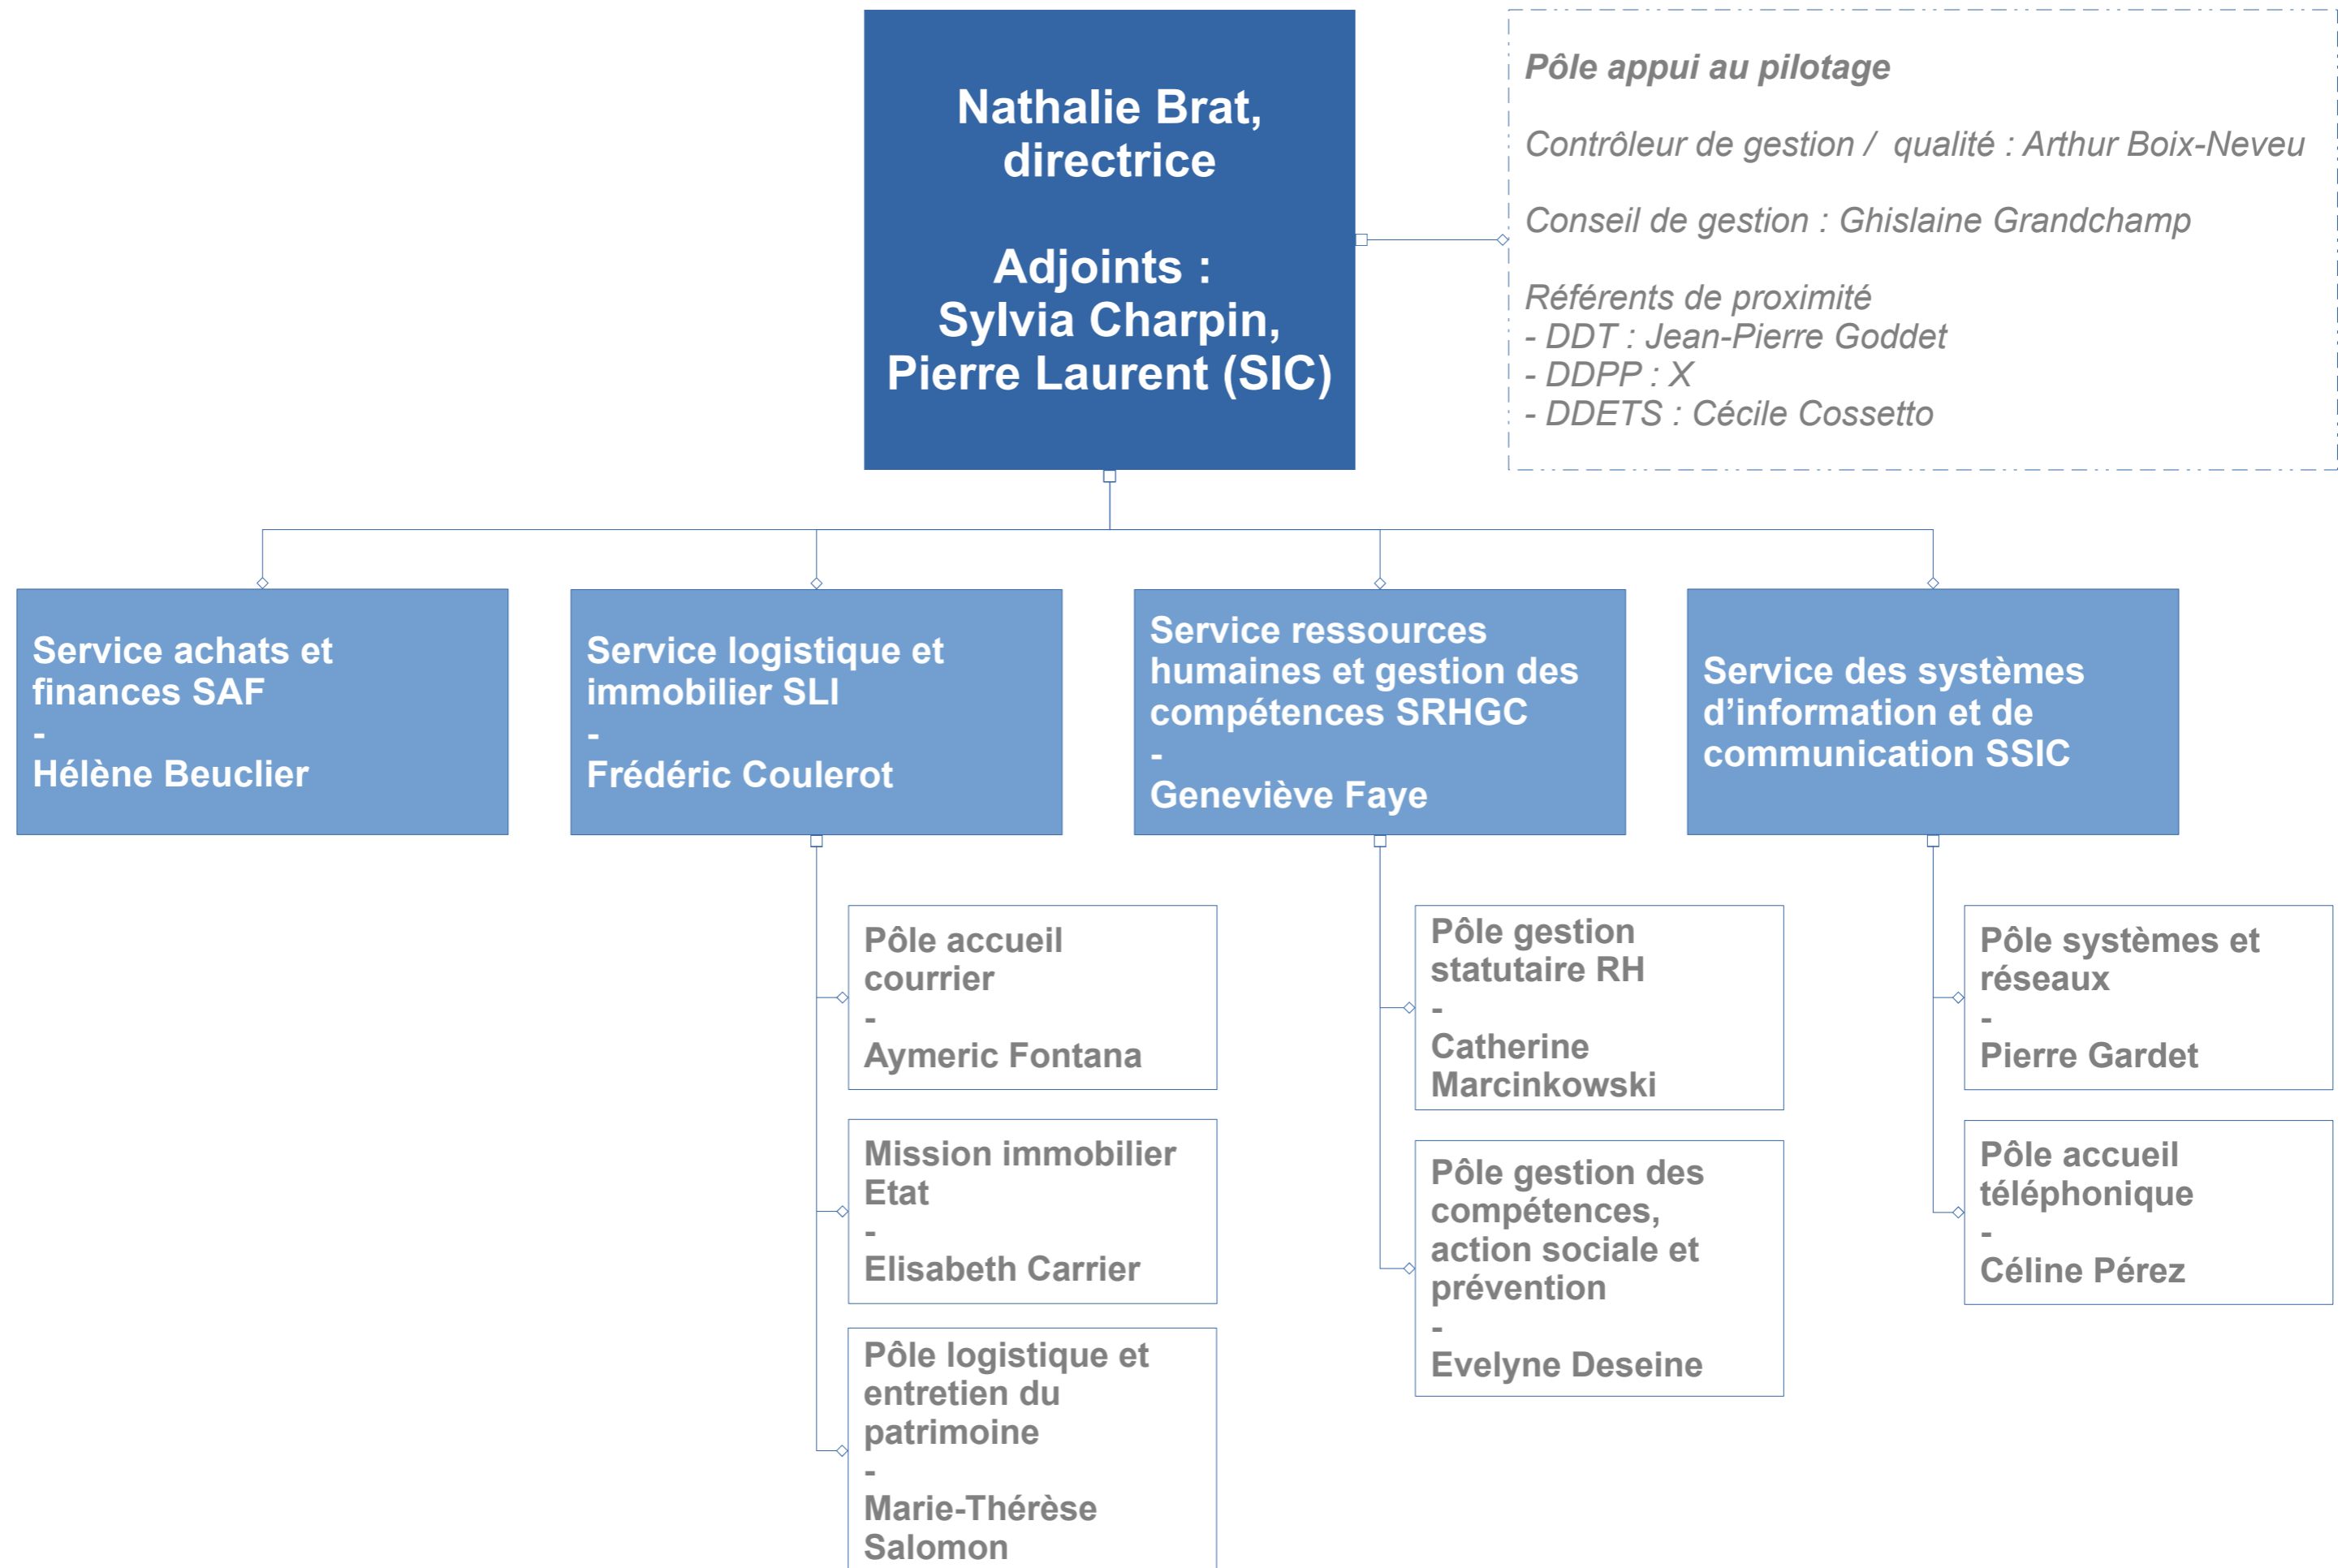 Nathalie Brat,
directrice
Adjoints :
Sylvia Charpin,
Pierre Laurent (SIC)
Pôle appui au pilotage
Contrôleur de gestion /  qualité : Arthur Boix-Neveu
Conseil de gestion : Ghislaine Grandchamp
Référents de proximité
- DDT : Jean-Pierre Goddet
- DDPP : X
- DDETS : Cécile Cossetto
Service achats et
finances SAF
-
Hélène Beuclier
Service logistique et
immobilier SLI
-
Frédéric Coulerot
Service ressources
humaines et gestion des
compétences SRHGC
-
Geneviève Faye
Service des systèmes
d’information et de
communication SSIC
Pôle accueil
courrier
-
Aymeric Fontana
Mission immobilier
Etat
-
Elisabeth Carrier
Pôle logistique et
entretien du
patrimoine
-
Marie-Thérèse
Salomon
Pôle gestion
statutaire RH
-
Catherine
Marcinkowski
Pôle gestion des
compétences,
action sociale et
prévention
-
Evelyne Deseine
Pôle systèmes et
réseaux
-
Pierre Gardet
Pôle accueil
téléphonique
-
Céline Pérez